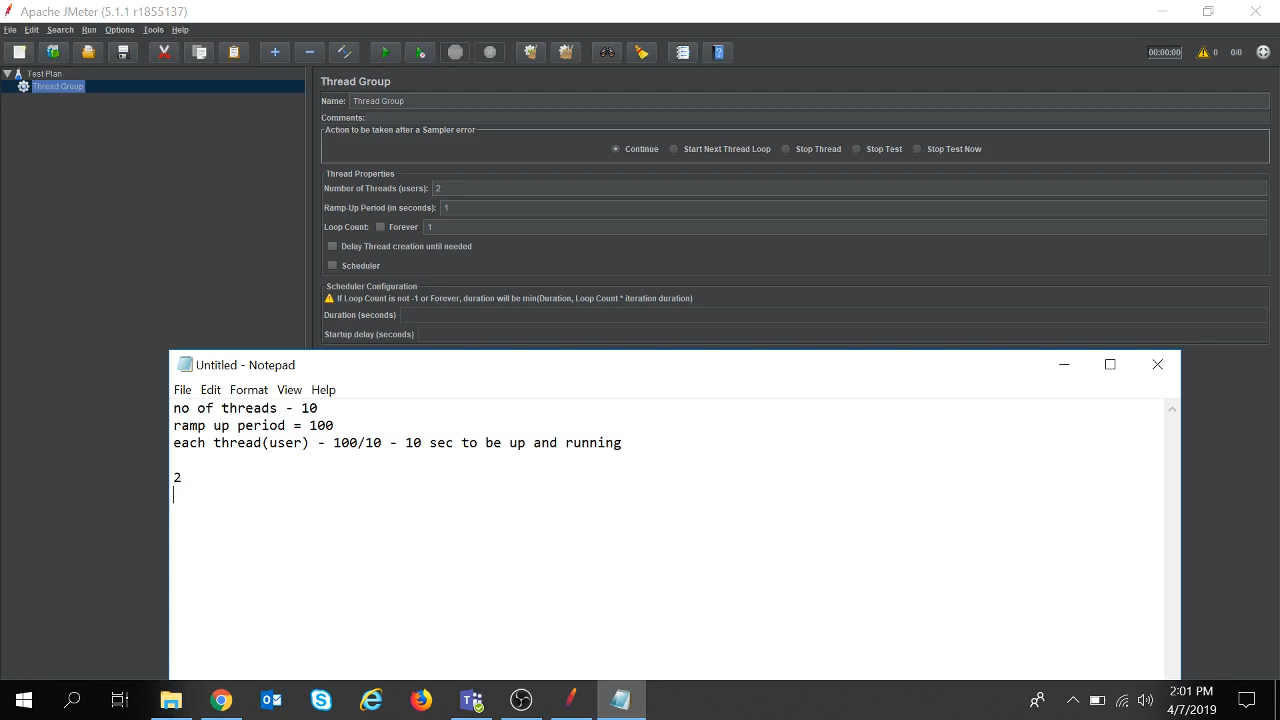 Apache JMeter (5.1.1 r1855137)
File Edit Search Run Options Tools Help
00:00:00 0 0/0
Test Plan
Thread Group
Thread Group
Name: Thread Group
Comments:
Action to be taken after a Sampler error
Continue Start Next Thread Loop Stop Thread Stop Test Stop Test Now
Thread Properties
Number of Threads (users): 2
Ramp-Up Period (in seconds): 1
Loop Count: Forever 1
Delay Thread creation until needed
Scheduler
Scheduler Configuration
If Loop Count is not -1 or Forever, duration will be min(Duration, Loop Count * iteration duration)
Duration (seconds)
Startup delay (seconds)
Untitled - Notepad
File Edit Format View Help
no of threads - 10
ramp up period = 100
each thread(user) - 100/10 - 10 sec to be up and running
2
2:01 PM
4/7/2019